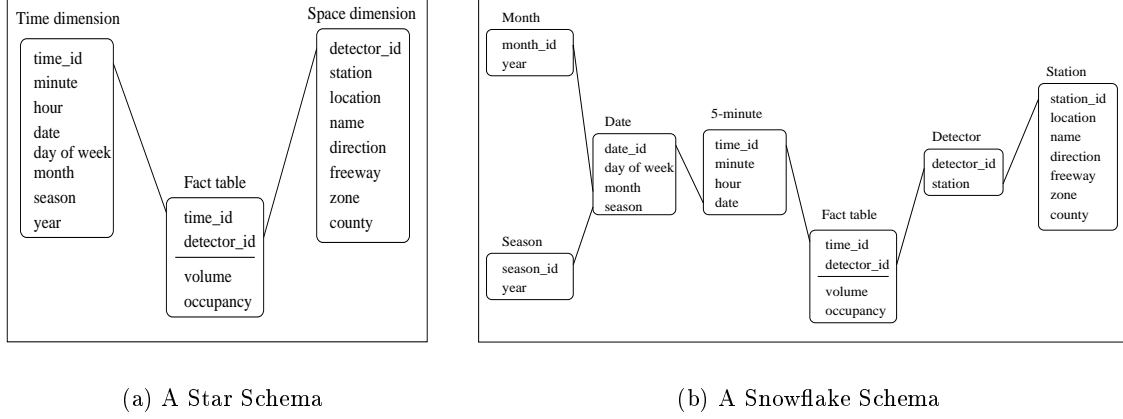 Time dimension
time_id
minute
hour
date
day of week
month
season
year
Fact table
time_id
detector_id
volume
occupancy
Space dimension
detector_id
station
location
name
direction
freeway
zone
county
(a) A Star Schema
Month
month_id
year
Season
season_id
year
Date
date_id
day of week
month
season
5-minute
time_id
minute
hour
date
Fact table
time_id
detector_id
volume
occupancy
Detector
detector_id
station
Station
station_id
location
name
direction
freeway
zone
county
(b) A Snowflake Schema